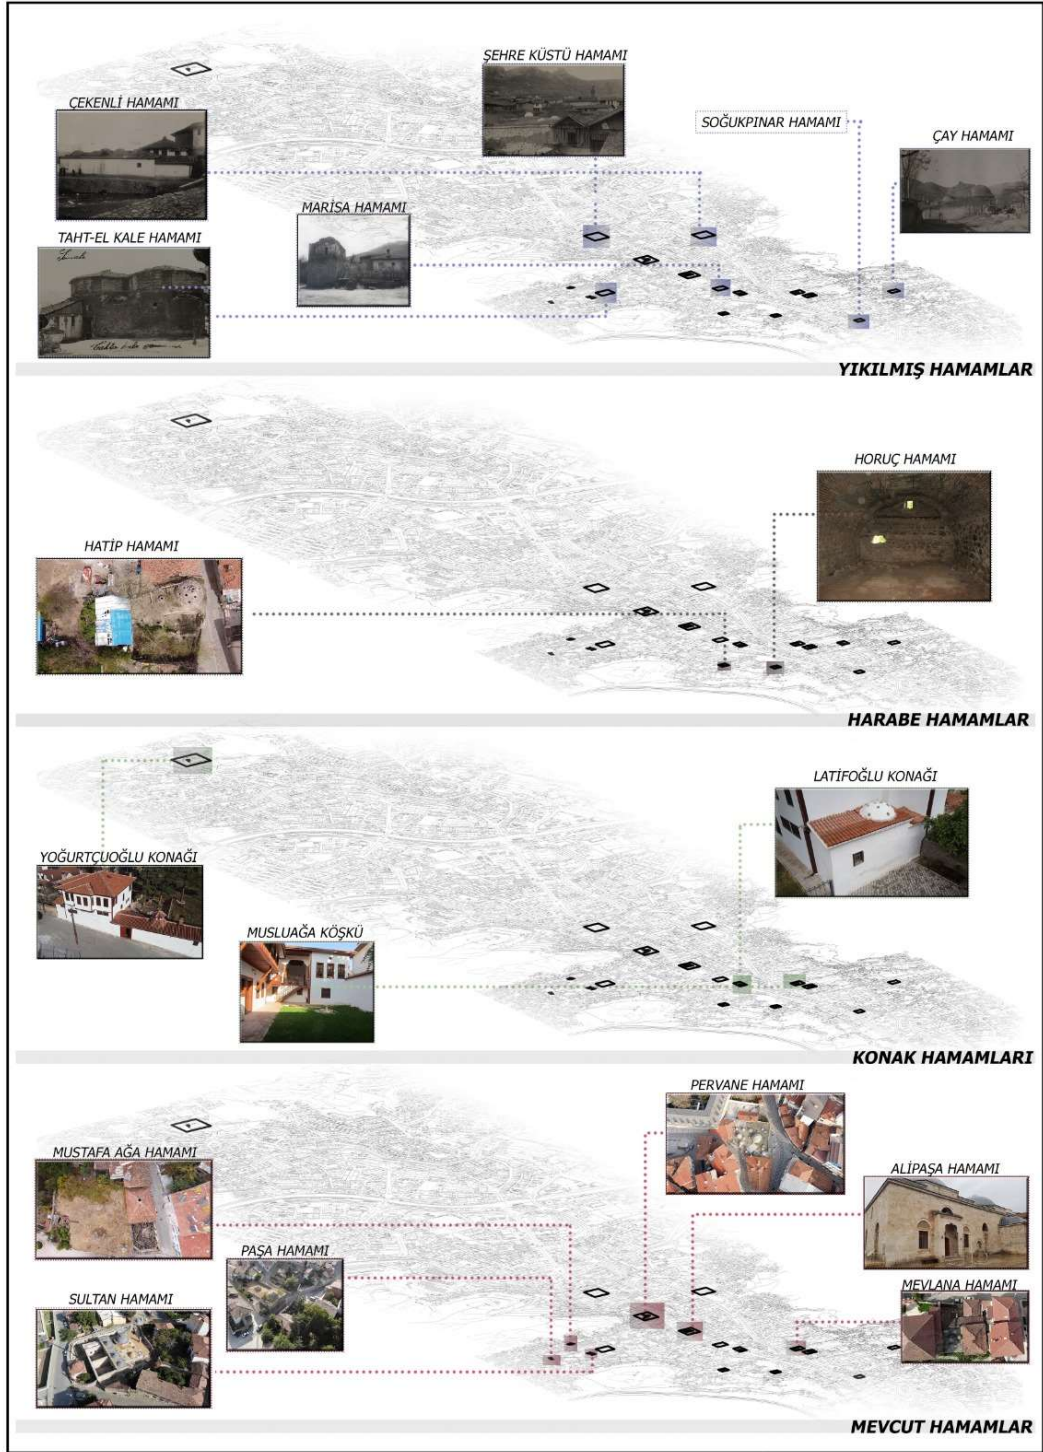 ŞEHRE KÜSTÜ HAMAMI
ÇEKENLİ HAMAMI
SOĞUKPINAR HAMAMI
ÇAY HAMAMI
MARİSA HAMAMI
TAHT-EL KALE HAMAMI
YIKILMIŞ HAMAMLAR
HORUÇ HAMAMI
HATİP HAMAMI
HARABE HAMAMLAR
LATİFOĞLU KONAĞI
YOĞURTÇUOĞLU KONAĞI
MUSLUAĞA KÖŞKÜ
KONAK HAMAMLARI
PERVANE HAMAMI
MUSTAFA AĞA HAMAMI
ALİPAŞA HAMAMI
PAŞA HAMAMI
MEVLANA HAMAMI
SULTAN HAMAMI
MEVCUT HAMAMLAR